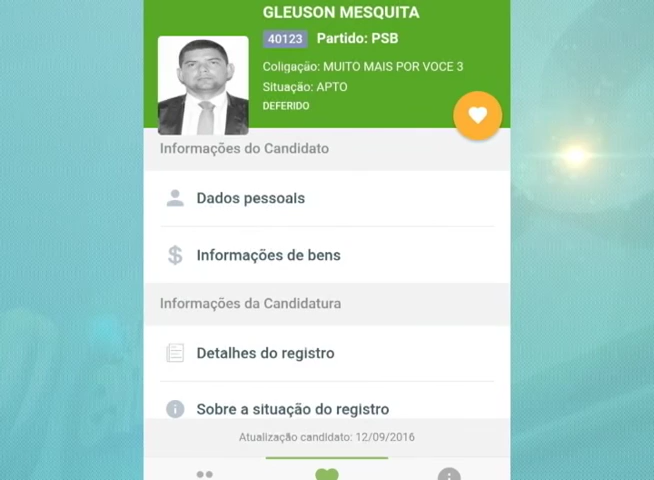 GLEUSON MESQUITA
40123 Partido: PSB
Coligação: MUITO MAIS POR VOCE 3
Situação: APTO
DEFERIDO
Informações do Candidato
Dados pessoais
Informações de bens
Informações da Candidatura
Detalhes do registro
Sobre a situação do registro
Atualização candidato: 12/09/2016